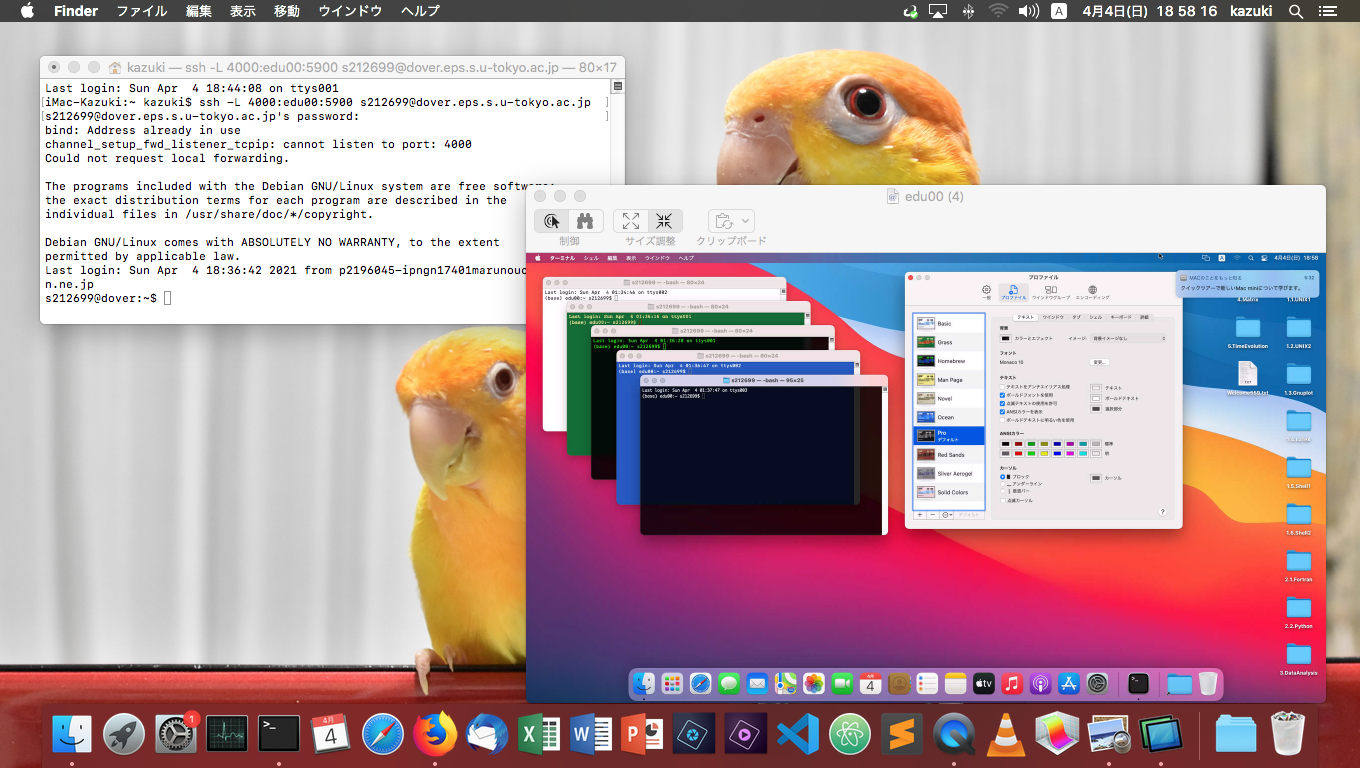 Finder ファイル 編集 表示 移動 ウインドウ ヘルプ A 4月4日(日) 18 58 16 kazuki
kazuki — ssh -L 4000:edu00:5900 s212699@dover.eps.s.u-tokyo.ac.jp — 80×17
Last login: Sun Apr  4 18:44:08 on ttys001
[iMac-Kazuki:~ kazuki$ ssh -L 4000:edu00:5900 s212699@dover.eps.s.u-tokyo.ac.jp ]
[s212699@dover.eps.s.u-tokyo.ac.jp's password: ]
bind: Address already in use
channel_setup_fwd_listener_tcpip: cannot listen to port: 4000
Could not request local forwarding.
The programs included with the Debian GNU/Linux system are free software;
the exact distribution terms for each program are described in the
individual files in /usr/share/doc/*/copyright.
Debian GNU/Linux comes with ABSOLUTELY NO WARRANTY, to the extent
permitted by applicable law.
Last login: Sun Apr  4 18:36:42 2021 from p2196045-ipngn17401marunouc
n.ne.jp
s212699@dover:~$
edu00 (4)
制御 サイズ調整 クリップボード
ターミナル シェル 編集 表示 ウインドウ ヘルプ A 4月4日(日) 18:58
s212699 — -bash — 80×24
Last login: Sun Apr 4 01:34:46 on ttys002
(base) edu00:~ s212699$
s212699 — -bash — 80×24
Last login: Sun Apr 4 01:36:16 on ttys001
(base) edu00:~ s212699$
s212699 — -bash — 80×24
Last login: Sun Apr 4 01:36:28 on ttys001
(base) edu00:~ s212699$
s212699 — -bash — 80×24
Last login: Sun Apr 4 01:36:47 on ttys001
(base) edu00:~ s212699$
s212699 — -bash — 95×25
Last login: Sun Apr 4 01:37:47 on ttys003
(base) edu00:~ s212699$
プロファイル
一般 プロファイル ウインドウグループ エンコーディング
Basic
Grass
Homebrew
Man Page
Novel
Ocean
Pro
デフォルト
Red Sands
Silver Aerogel
Solid Colors
デフォルト
テキスト ウインドウ タブ シェル キーボード 詳細
背景
カラーとエフェクト イメージ: 背景イメージなし
フォント
Monaco 10 変更...
テキスト
テキストをアンチエイリアス処理 テキスト
ボールドフォントを使用 ボールドテキスト
点滅テキストの使用を許可 選択部分
ANSIカラーを表示
ボールドテキストに明るい色を使用
ANSIカラー
標準
明
カーソル
ブロック カーソル
アンダーライン
垂直バー
点滅カーソル
?
MACのことをもっと知る
クイックツアーで新しいMac miniについて学びます。
4.Matrix 1.1.UNIX1
5.TimeEvolution 1.2.UNIX2
Welcome550.txt 1.3.Gnuplot
1.5.Shell1
1.6.Shell2
2.1.Fortran
2.2.Python
3.DataAnalysis
4月
4
tv
1
4月
4
X
W
P